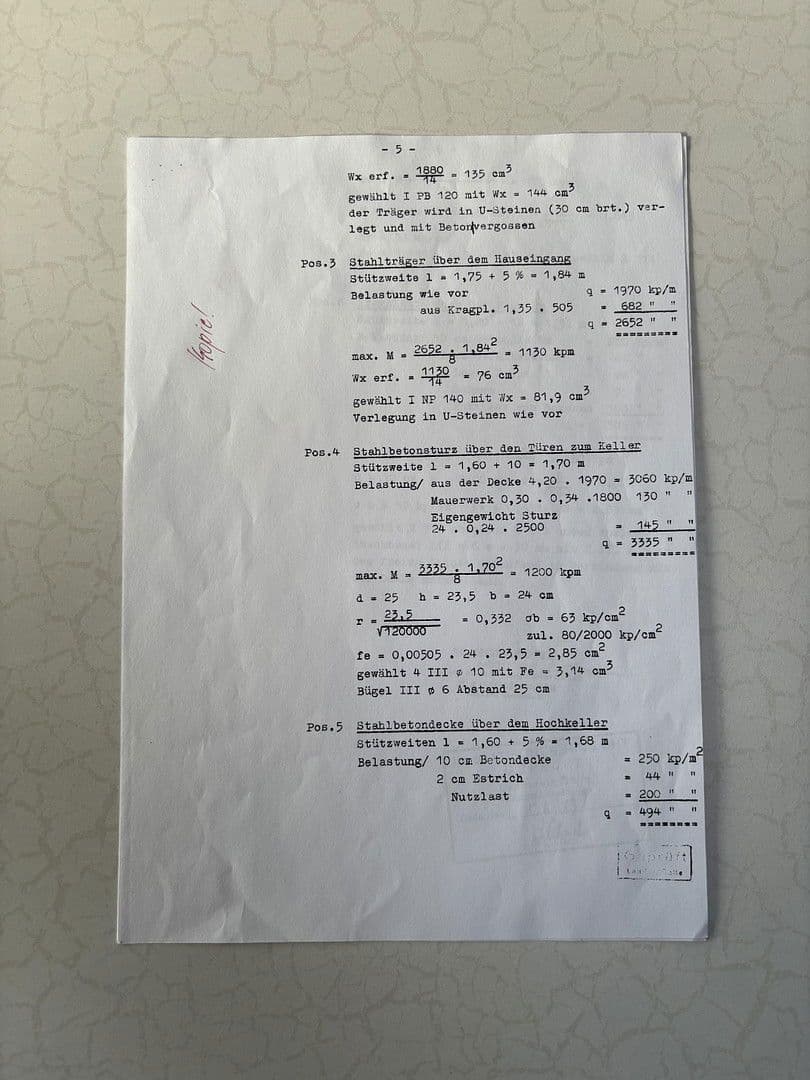 - 5 -
Wx erf. = 1880/14 = 135 cm³
gewählt I PB 120 mit Wx = 144 cm³
der Träger wird in U-Steinen (30 cm brt.) ver-
legt und mit Beton vergossen
Kopie!
Pos.3 Stahlträger über dem Hauseingang
Stützweite l = 1,75 + 5 % = 1,84 m
Belastung wie vor q = 1970 kp/m
aus Kragpl. 1,35 . 505 = 682 " "
q = 2652 " "
=========
max. M = 2652 . 1,84²/8 = 1130 kpm
Wx erf. = 1130/14 = 76 cm³
gewählt I NP 140 mit Wx = 81,9 cm³
Verlegung in U-Steinen wie vor
Pos.4 Stahlbetonsturz über den Türen zum Keller
Stützweite l = 1,60 + 10 = 1,70 m
Belastung/ aus der Decke 4,20 . 1970 = 3060 kp/m
Mauerwerk 0,30 . 0,34 .1800 130 " "
Eigengewicht Sturz
24 . 0,24 . 2500 = 145 " "
q = 3335 " "
=========
max. M = 3335 . 1,70²/8 = 1200 kpm
d = 25 h = 23,5 b = 24 cm
r = 23,5/√120000 = 0,332 σb = 63 kp/cm²
zul. 80/2000 kp/cm²
fe = 0,00505 . 24 . 23,5 = 2,85 cm²
gewählt 4 III ø 10 mit Fe = 3,14 cm³
Bügel III ø 6 Abstand 25 cm
Pos.5 Stahlbetondecke über dem Hochkeller
Stützweiten l = 1,60 + 5 % = 1,68 m
Belastung/ 10 cm Betondecke = 250 kp/m²
2 cm Estrich = 44 " "
Nutzlast = 200 " "
q = 494 " "
========